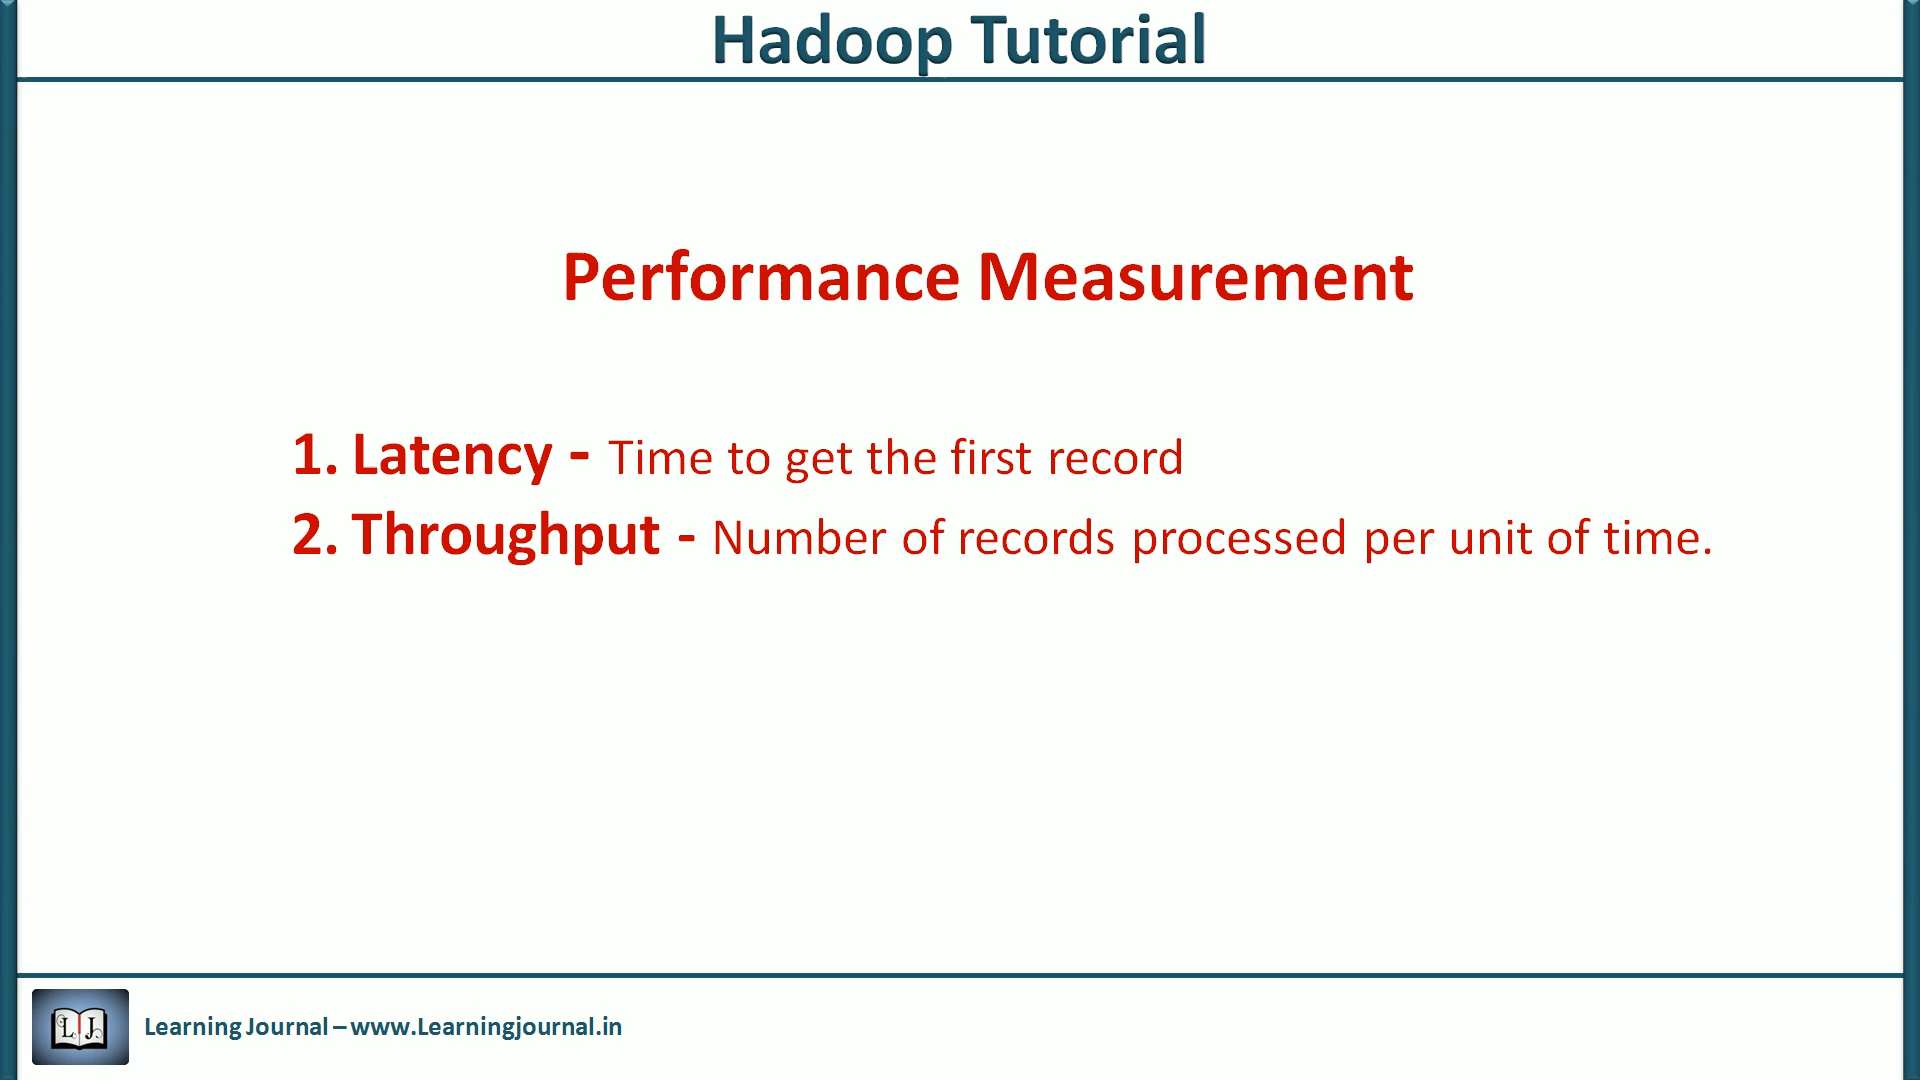 Hadoop Tutorial
Performance Measurement
1. Latency - Time to get the first record
2. Throughput - Number of records processed per unit of time.
L J
Learning Journal – www.Learningjournal.in